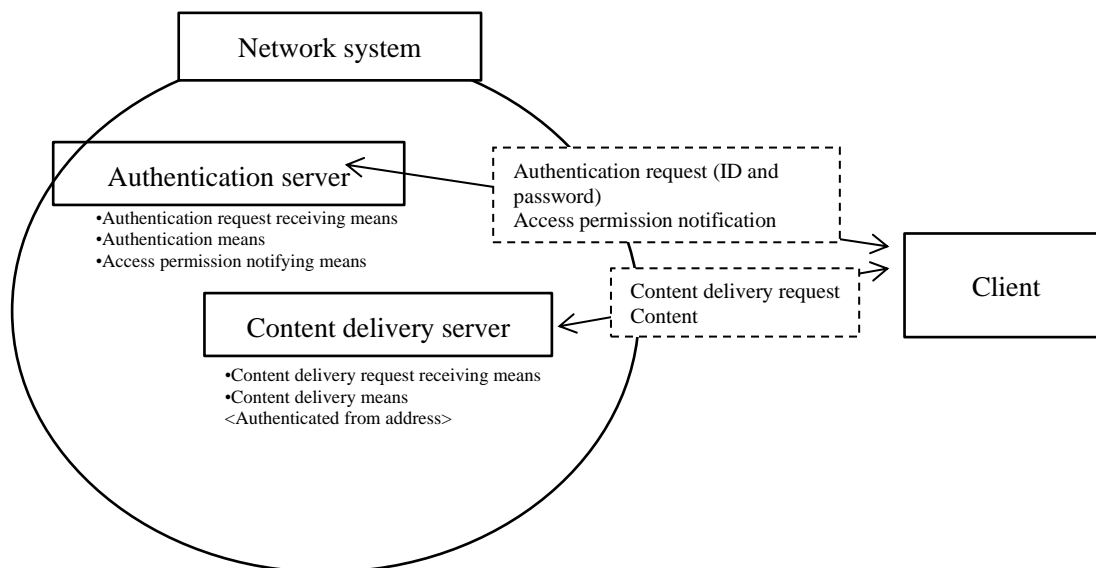 Network system
Authentication server
•Authentication request receiving means
•Authentication means
•Access permission notifying means
Authentication request (ID and
password)
Access permission notification
Client
Content delivery request
Content
Content delivery server
•Content delivery request receiving means
•Content delivery means
<Authenticated from address>